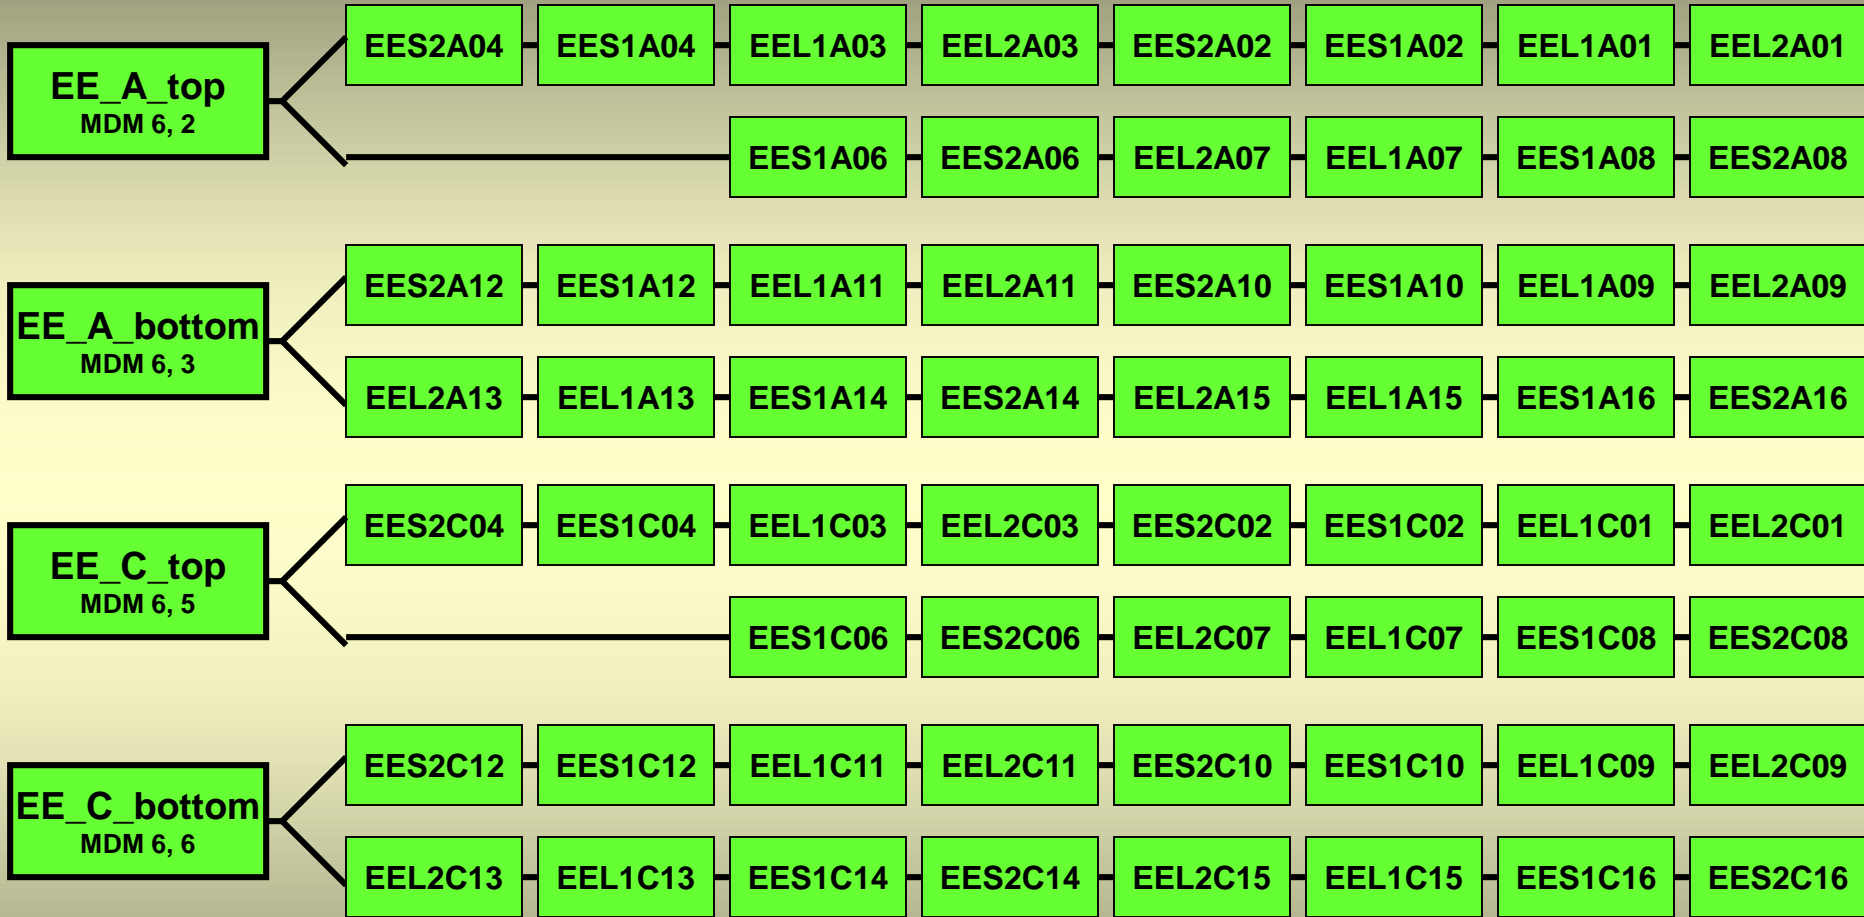 EE_A_top
MDM 6, 2
EES2A04 EES1A04 EEL1A03 EEL2A03 EES2A02 EES1A02 EEL1A01 EEL2A01
EES1A06 EES2A06 EEL2A07 EEL1A07 EES1A08 EES2A08
EE_A_bottom
MDM 6, 3
EES2A12 EES1A12 EEL1A11 EEL2A11 EES2A10 EES1A10 EEL1A09 EEL2A09
EEL2A13 EEL1A13 EES1A14 EES2A14 EEL2A15 EEL1A15 EES1A16 EES2A16
EE_C_top
MDM 6, 5
EES2C04 EES1C04 EEL1C03 EEL2C03 EES2C02 EES1C02 EEL1C01 EEL2C01
EES1C06 EES2C06 EEL2C07 EEL1C07 EES1C08 EES2C08
EE_C_bottom
MDM 6, 6
EES2C12 EES1C12 EEL1C11 EEL2C11 EES2C10 EES1C10 EEL1C09 EEL2C09
EEL2C13 EEL1C13 EES1C14 EES2C14 EEL2C15 EEL1C15 EES1C16 EES2C16